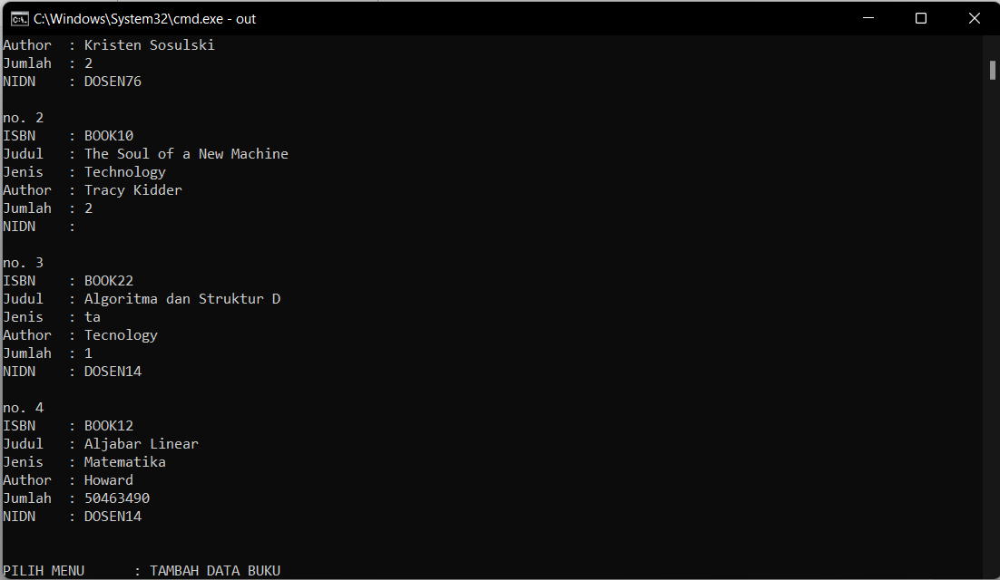 C:\Windows\System32\cmd.exe - out
Author  : Kristen Sosulski
Jumlah  : 2
NIDN    : DOSEN76
no. 2
ISBN    : BOOK10
Judul   : The Soul of a New Machine
Jenis   : Technology
Author  : Tracy Kidder
Jumlah  : 2
NIDN    :
no. 3
ISBN    : BOOK22
Judul   : Algoritma dan Struktur D
Jenis   : ta
Author  : Tecnology
Jumlah  : 1
NIDN    : DOSEN14
no. 4
ISBN    : BOOK12
Judul   : Aljabar Linear
Jenis   : Matematika
Author  : Howard
Jumlah  : 50463490
NIDN    : DOSEN14
PILIH MENU      : TAMBAH DATA BUKU